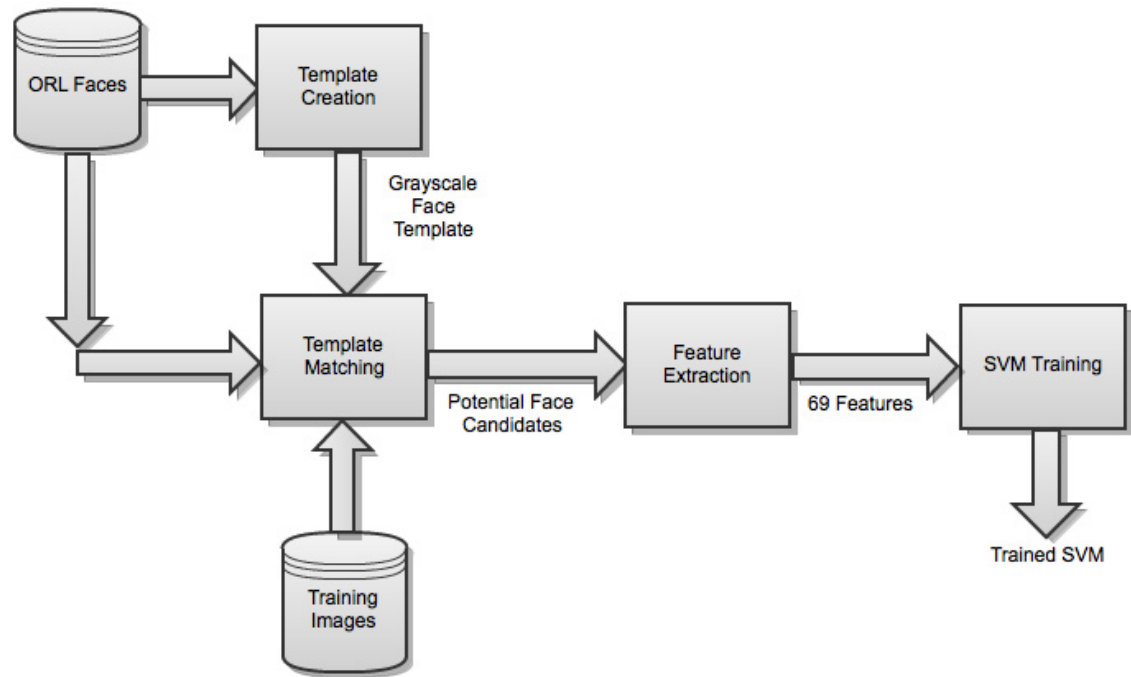 ORL Faces
Template
Creation
Grayscale
Face
Template
Template
Matching
Potential Face
Candidates
Feature
Extraction
69 Features
SVM Training
Trained SVM
Training
Images